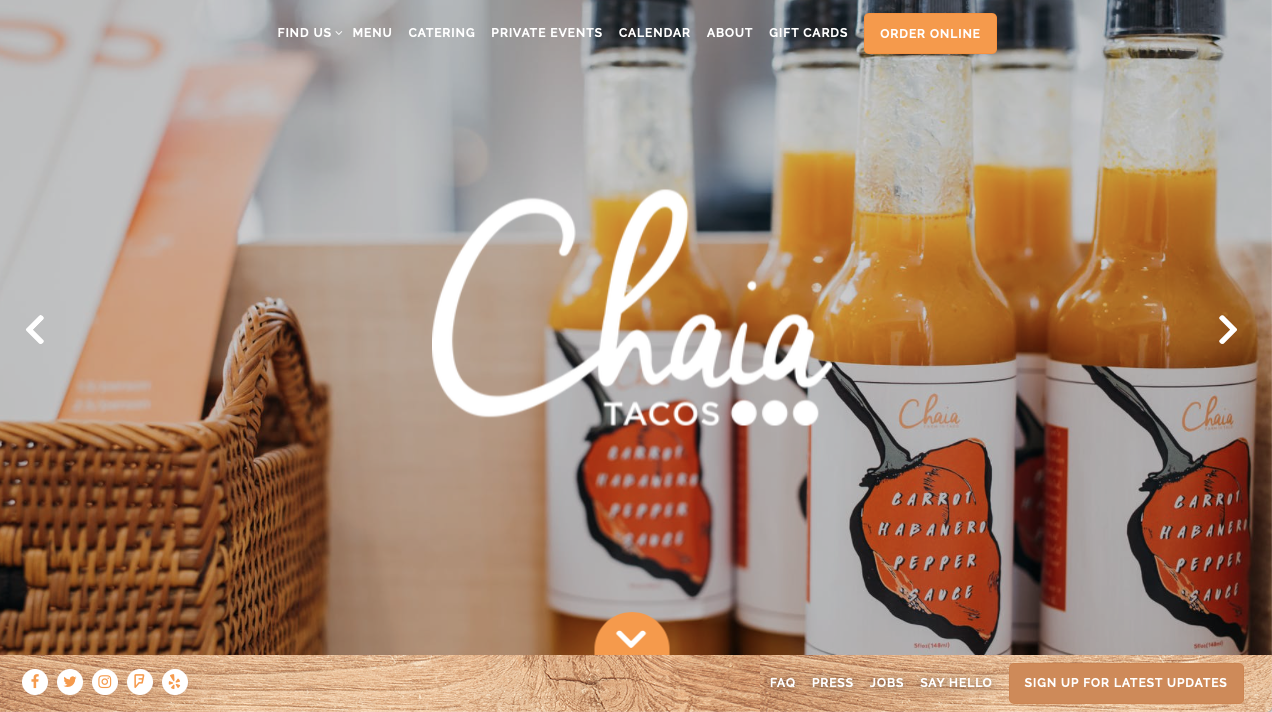 FIND US
MENU
CATERING
PRIVATE EVENTS
CALENDAR
ABOUT
GIFT CARDS
ORDER ONLINE
Chaia
TACOS
CARROT
HABANERO
PEPPER
SAUCE
Chaia
CARROT
HABANERO
PEPPER
SAUCE
5floz(148ml)
Chaia
CARROT
HABANERO
PEPPER
SAUCE
FAQ
PRESS
JOBS
SAY HELLO
SIGN UP FOR LATEST UPDATES